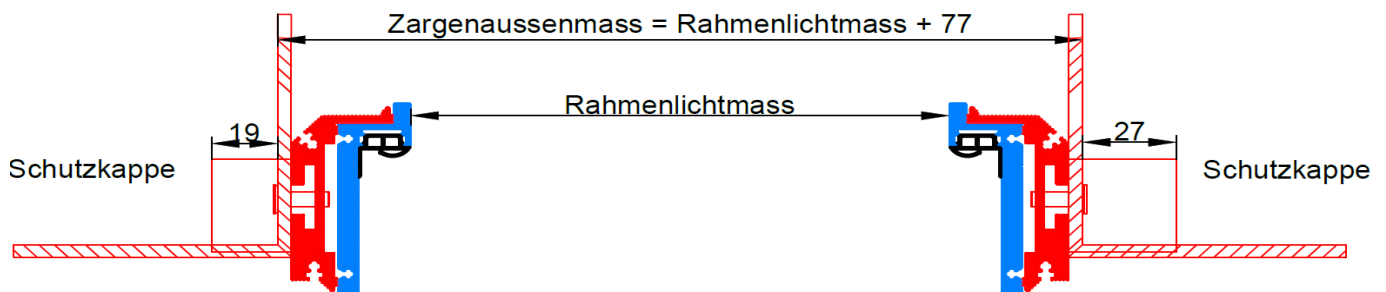 Zargenaussenmass = Rahmenlichtmass + 77
Rahmenlichtmass
19
27
Schutzkappe
Schutzkappe